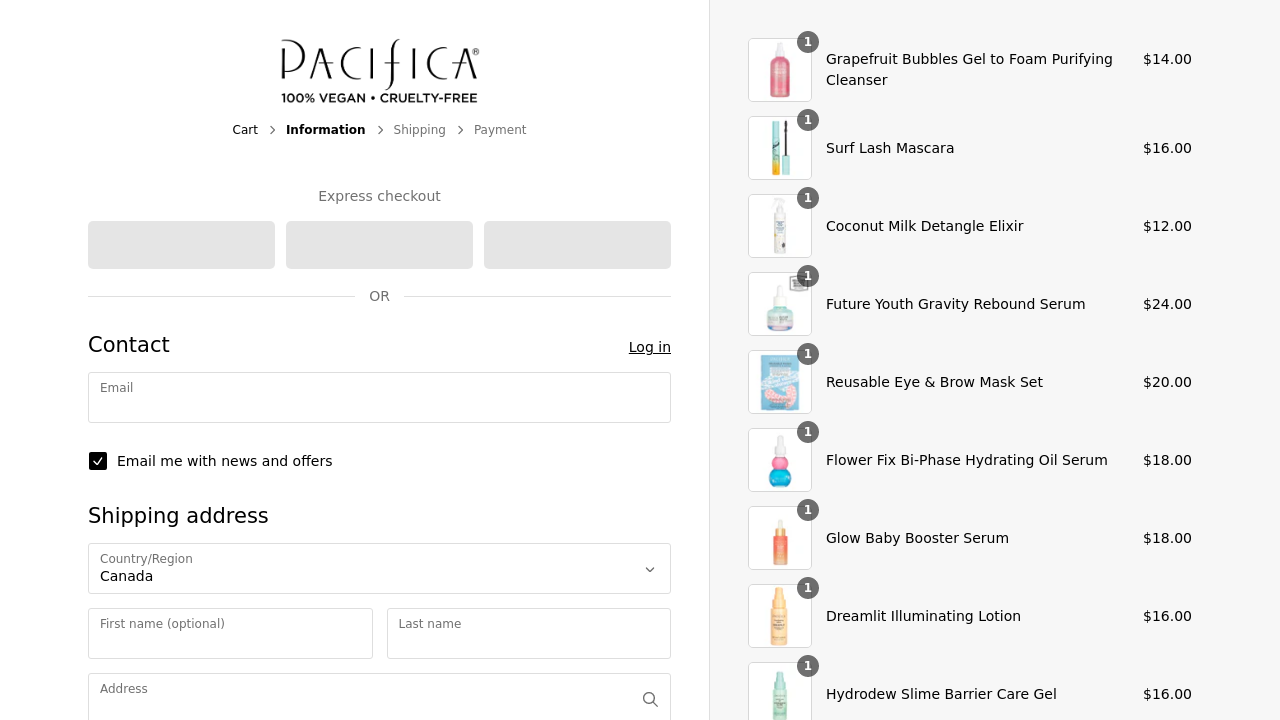 PACIFICA®
100% VEGAN • CRUELTY-FREE
Cart
Information
Shipping
Payment
Express checkout
OR
Contact
Log in
Email
Email me with news and offers
Shipping address
Country/Region
Canada
First name (optional)
Last name
Address
1
Grapefruit Bubbles Gel to Foam Purifying
Cleanser
$14.00
1
Surf Lash Mascara
$16.00
1
Coconut Milk Detangle Elixir
$12.00
1
Future Youth Gravity Rebound Serum
$24.00
1
Reusable Eye & Brow Mask Set
$20.00
1
Flower Fix Bi-Phase Hydrating Oil Serum
$18.00
1
Glow Baby Booster Serum
$18.00
1
Dreamlit Illuminating Lotion
$16.00
1
Hydrodew Slime Barrier Care Gel
$16.00